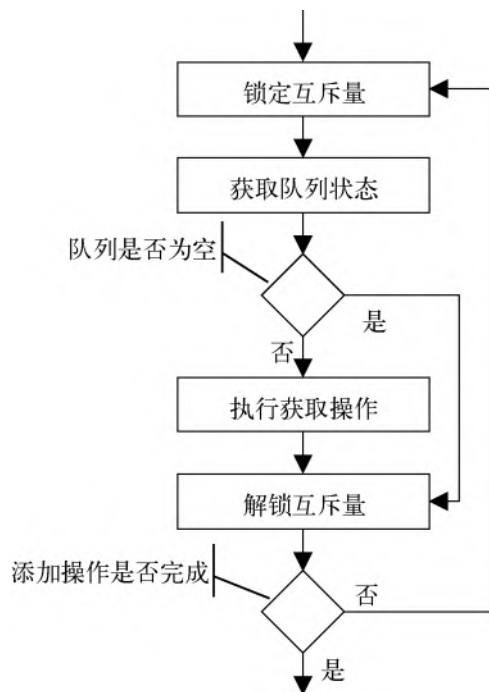 锁定互斥量
获取队列状态
队列是否为空
是
否
执行获取操作
解锁互斥量
添加操作是否完成
否
是